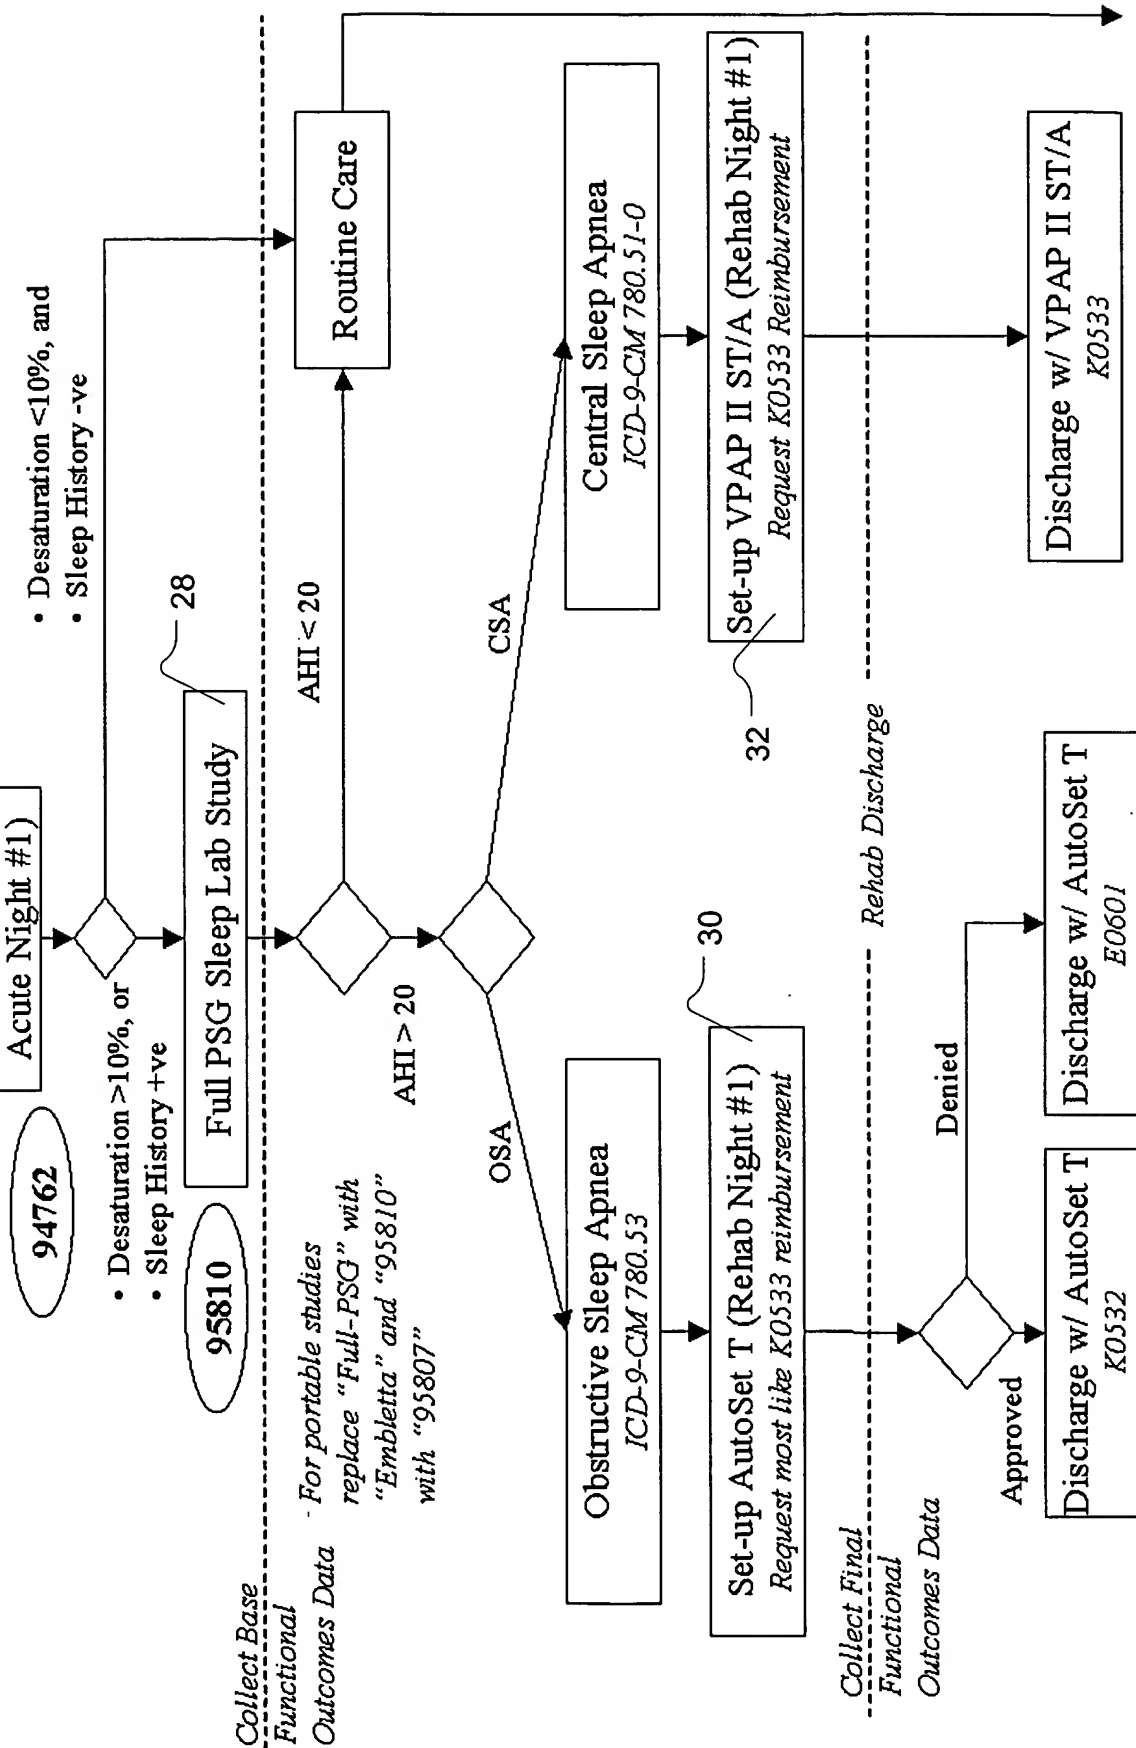 Acute Night #1)
94762
• Desaturation <10%, and
• Sleep History -ve
• Desaturation >10%, or
• Sleep History +ve
28
Full PSG Sleep Lab Study
95810
Collect Base
Functional
Outcomes Data
- For portable studies
replace "Full-PSG" with
"Embletta" and "95810"
with "95807"
AHI < 20
Routine Care
AHI > 20
OSA
CSA
Obstructive Sleep Apnea
ICD-9-CM 780.53
Central Sleep Apnea
ICD-9-CM 780.51-0
30
Set-up AutoSet T (Rehab Night #1)
Request most like K0533 reimbursement
Set-up VPAP II ST/A (Rehab Night #1)
Request K0533 Reimbursement
32
Collect Final
Functional
Outcomes Data
Rehab Discharge
Approved
Denied
Discharge w/ AutoSet T
K0532
Discharge w/ AutoSet T
E0601
Discharge w/ VPAP II ST/A
K0533